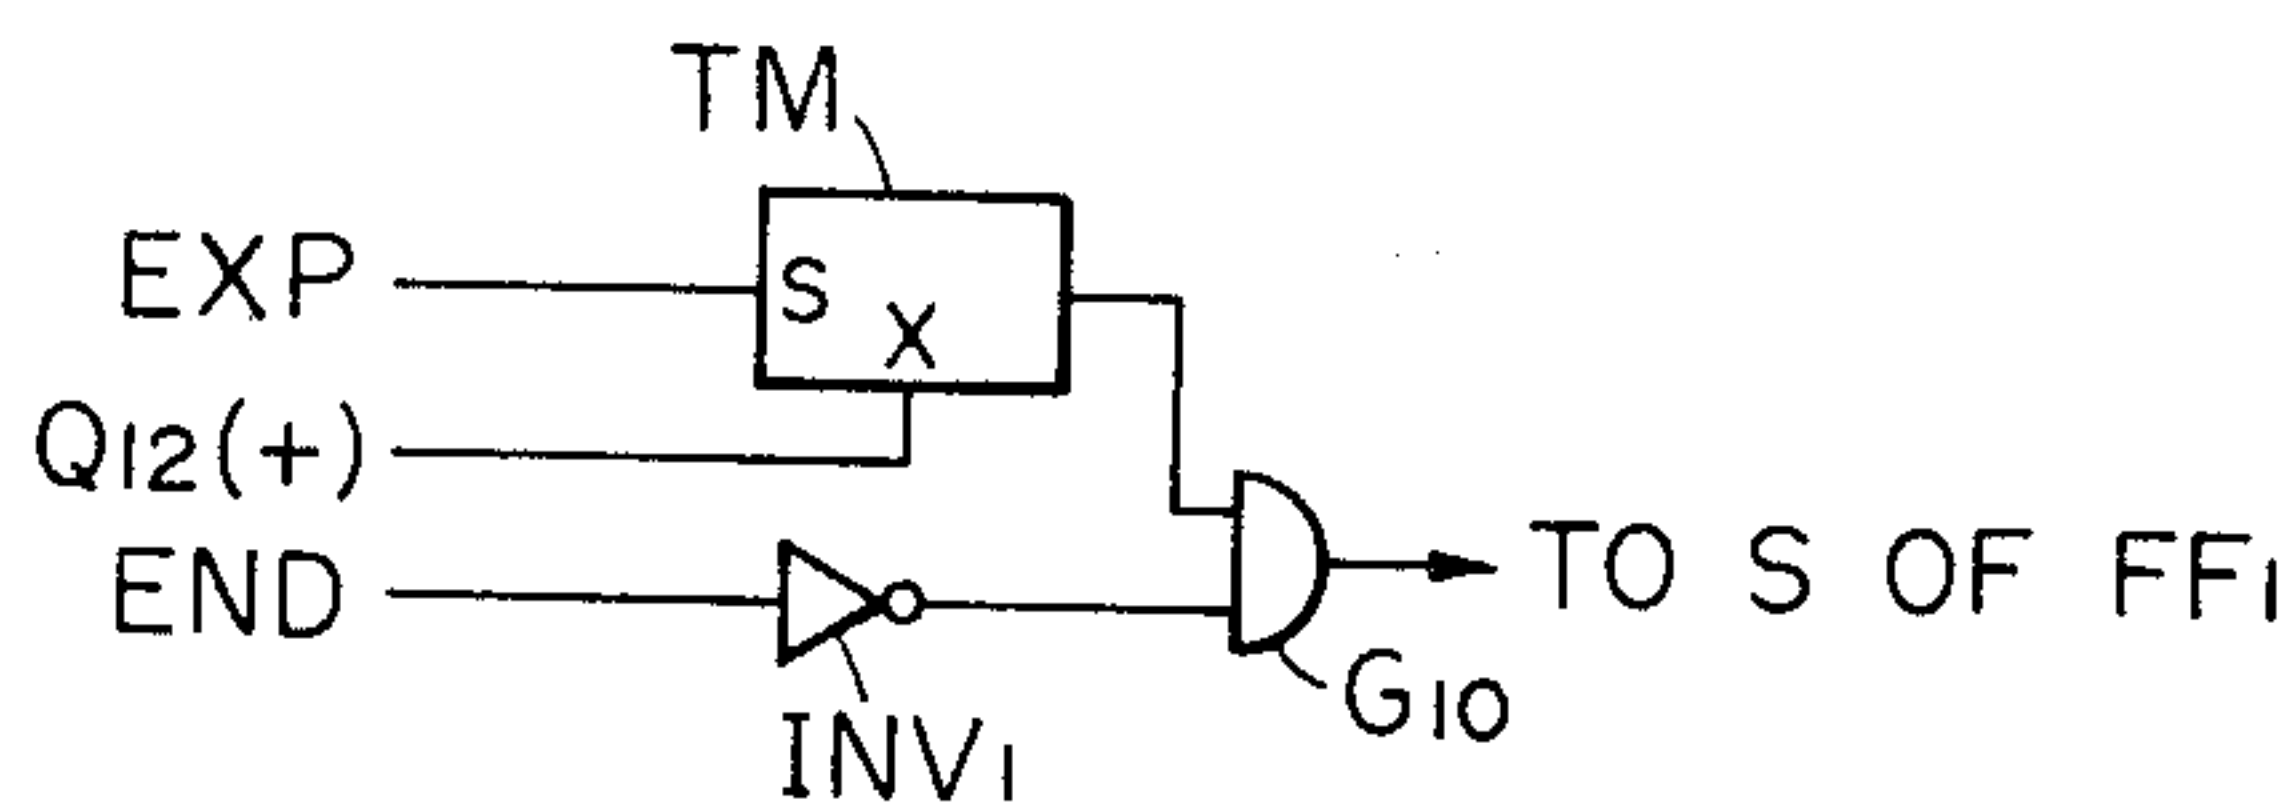 TM
EXP
S
X
Q12(+)
END
TO S OF FF1
INV1
G10